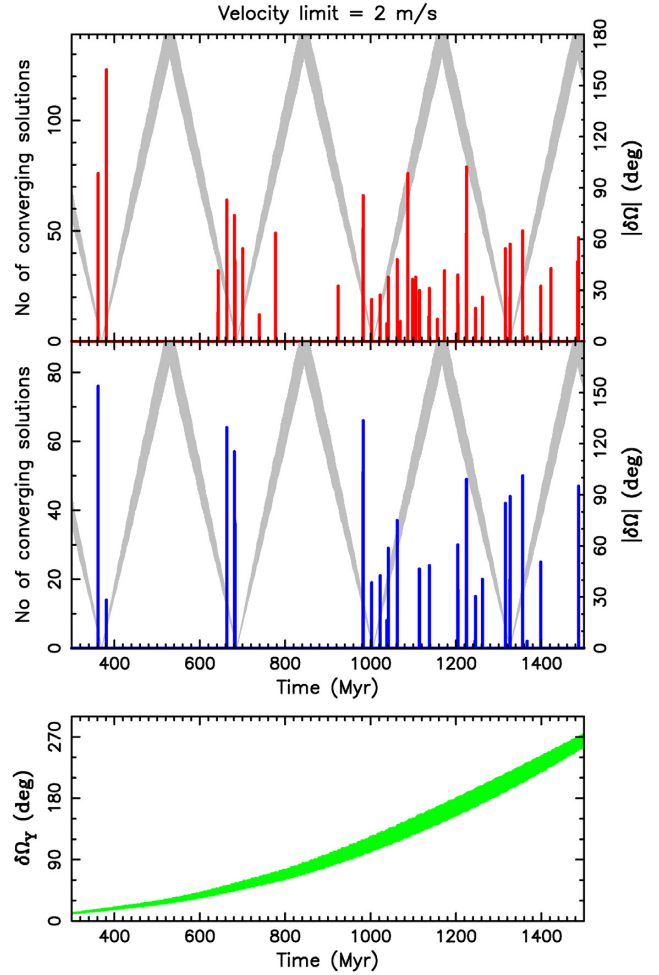 Velocity limit = 2 m/s
No of converging solutions
0 50 100
0 30 60 90 120 150 180
|δΩ| (deg)
No of converging solutions
0 20 40 60 80
0 30 60 90 120 150
|δΩ| (deg)
400 600 800 1000 1200 1400
Time (Myr)
δΩY (deg)
0 90 180 270
400 600 800 1000 1200 1400
Time (Myr)